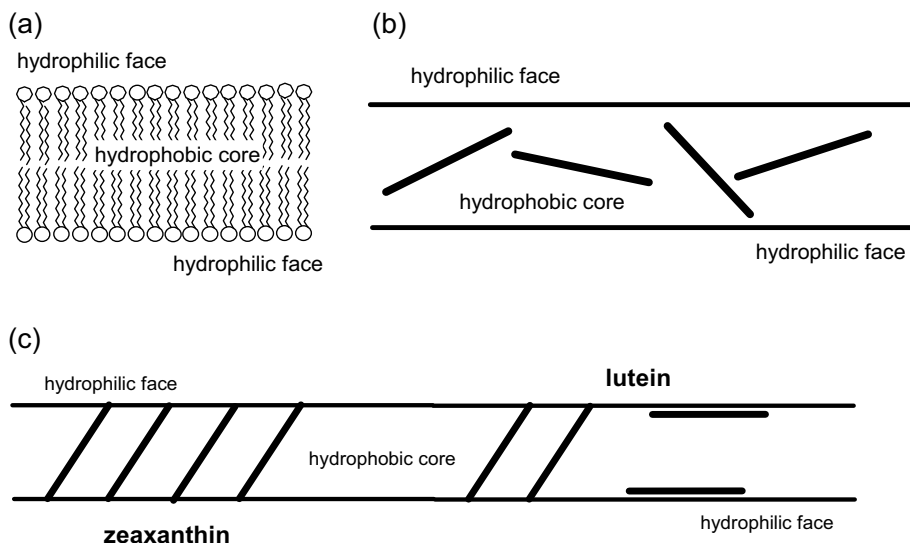 (a)
hydrophilic face
hydrophobic core
hydrophilic face
(b)
hydrophilic face
hydrophobic core
hydrophilic face
(c)
hydrophilic face
lutein
hydrophobic core
zeaxanthin
hydrophilic face